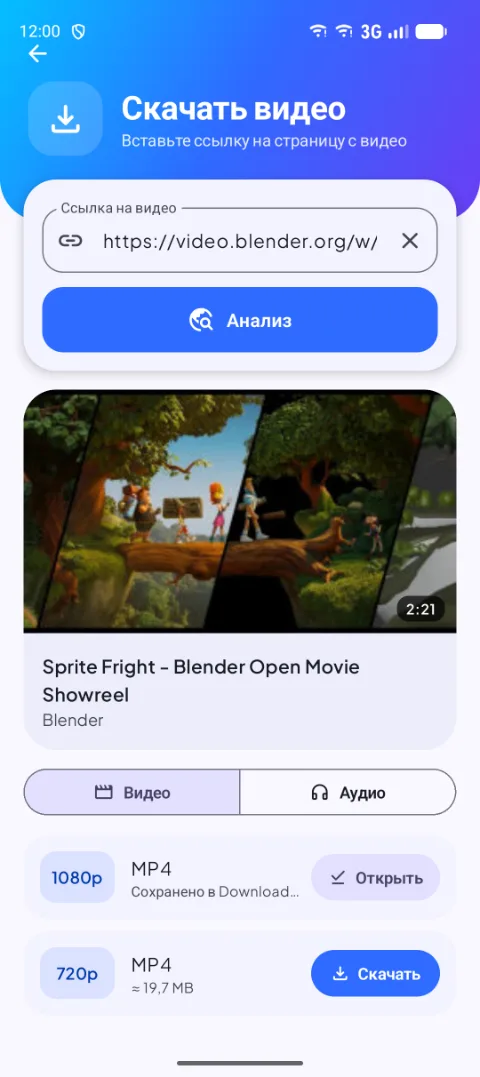 12:00
3G
Скачать видео
Вставьте ссылку на страницу с видео
Ссылка на видео
https://video.blender.org/w/
Анализ
2:21
Sprite Fright - Blender Open Movie
Showreel
Blender
Видео
Аудио
1080p
MP4
Сохранено в Download...
Открыть
720p
MP4
≈ 19,7 MB
Скачать